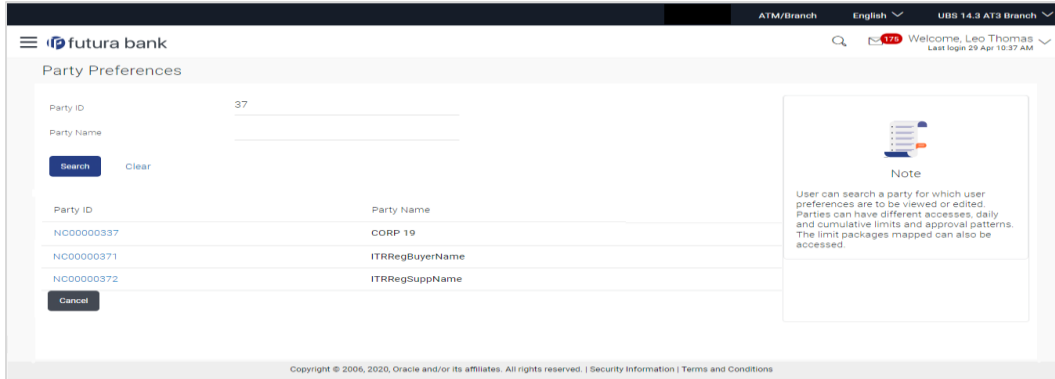 ATM/Branch English UBS 14.3 AT3 Branch
futura bank 175 Welcome, Leo Thomas
Last login 29 Apr 10:37 AM
Party Preferences
Party ID 37
Party Name
Search Clear
Party ID Party Name
NC00000337 CORP 19
NC00000371 ITRRegBuyerName
NC00000372 ITRRegSuppName
Cancel
Note
User can search a party for which user
preferences are to be viewed or edited.
Parties can have different accesses, daily
and cumulative limits and approval patterns.
The limit packages mapped can also be
accessed.
Copyright © 2006, 2020, Oracle and/or its affiliates. All rights reserved. | Security Information | Terms and Conditions